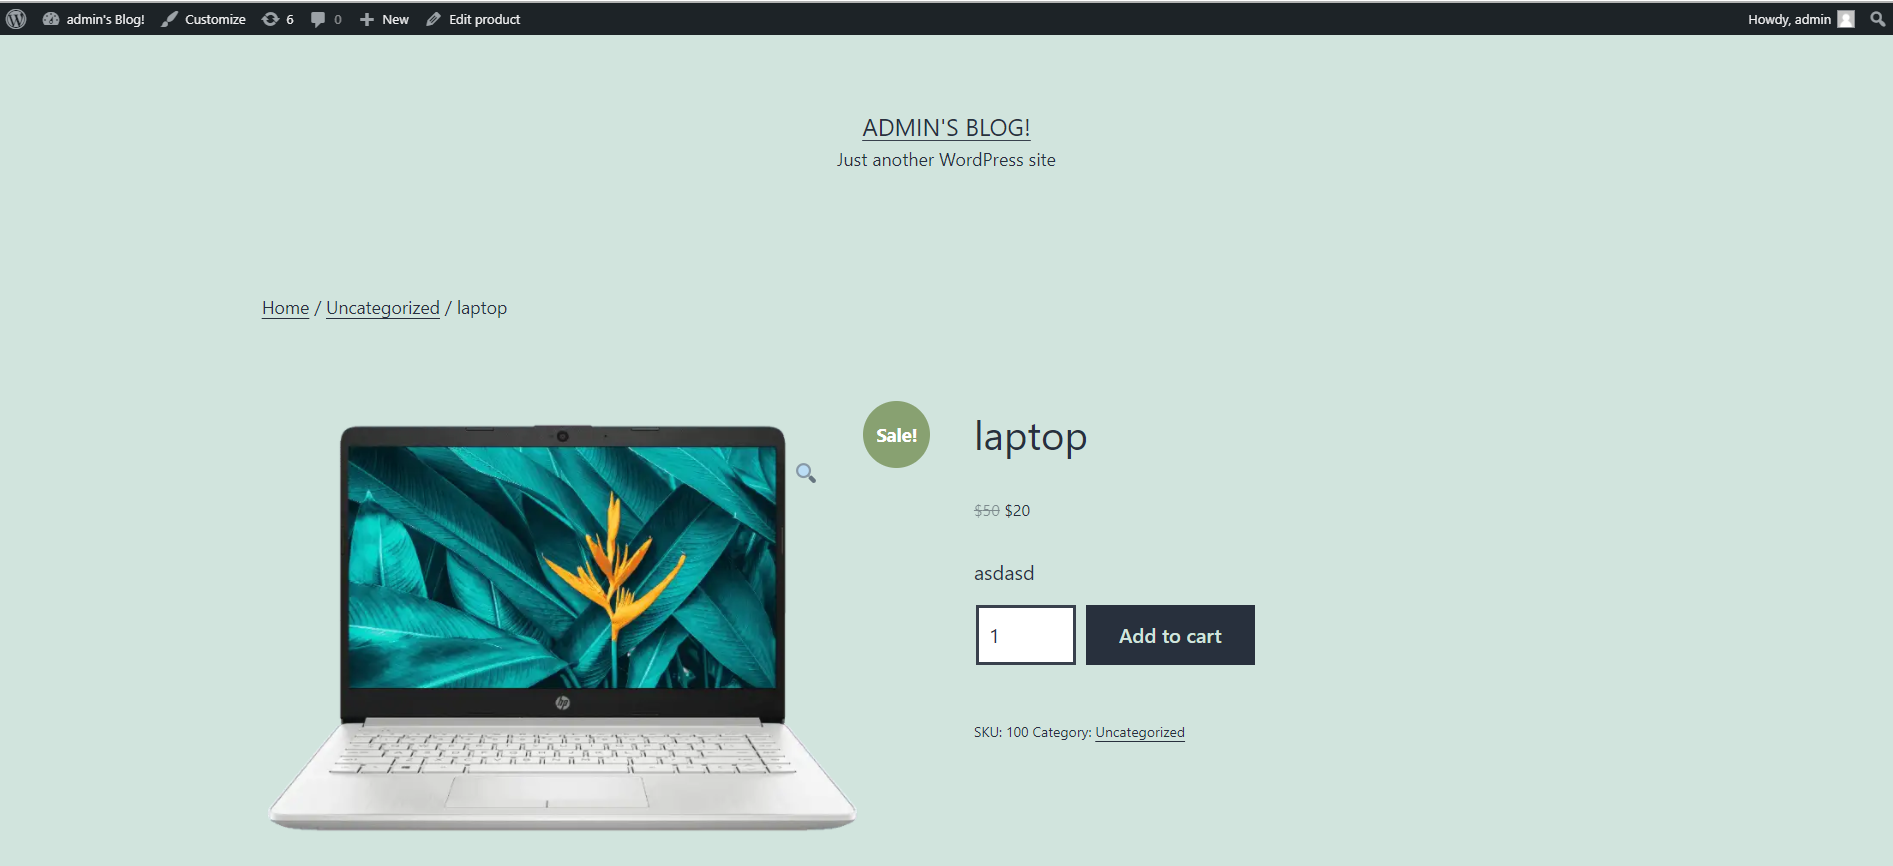 admin's Blog! Customize 6 0 New Edit product Howdy, admin
ADMIN'S BLOG!
Just another WordPress site
Home / Uncategorized / laptop
Sale!
laptop
$50 $20
asdasd
1 Add to cart
hp
SKU: 100 Category: Uncategorized